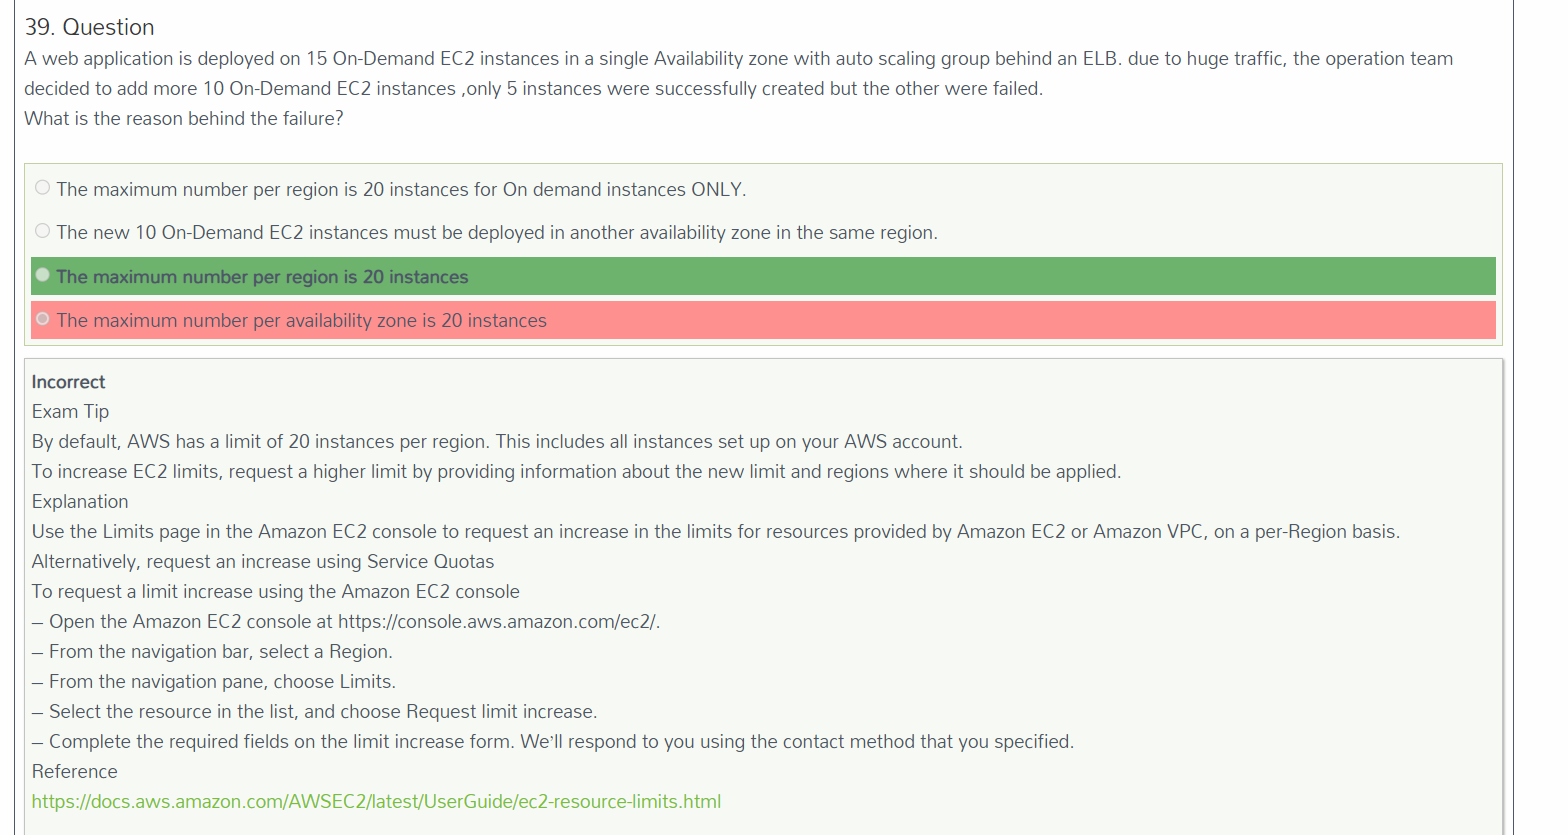 39. Question
A web application is deployed on 15 On-Demand EC2 instances in a single Availability zone with auto scaling group behind an ELB. due to huge traffic, the operation team
decided to add more 10 On-Demand EC2 instances ,only 5 instances were successfully created but the other were failed.
What is the reason behind the failure?
The maximum number per region is 20 instances for On demand instances ONLY.
The new 10 On-Demand EC2 instances must be deployed in another availability zone in the same region.
The maximum number per region is 20 instances
The maximum number per availability zone is 20 instances
Incorrect
Exam Tip
By default, AWS has a limit of 20 instances per region. This includes all instances set up on your AWS account.
To increase EC2 limits, request a higher limit by providing information about the new limit and regions where it should be applied.
Explanation
Use the Limits page in the Amazon EC2 console to request an increase in the limits for resources provided by Amazon EC2 or Amazon VPC, on a per-Region basis.
Alternatively, request an increase using Service Quotas
To request a limit increase using the Amazon EC2 console
– Open the Amazon EC2 console at https://console.aws.amazon.com/ec2/.
– From the navigation bar, select a Region.
– From the navigation pane, choose Limits.
– Select the resource in the list, and choose Request limit increase.
– Complete the required fields on the limit increase form. We'll respond to you using the contact method that you specified.
Reference
https://docs.aws.amazon.com/AWSEC2/latest/UserGuide/ec2-resource-limits.html